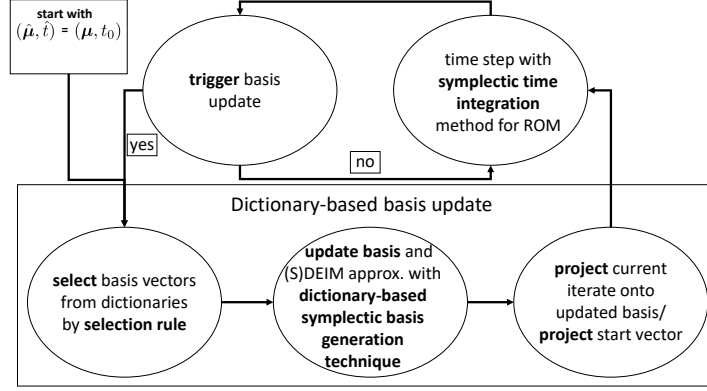 start with
(μ̂, t̂) = (μ, t₀)
trigger basis
update
time step with
symplectic time
integration
method for ROM
yes
no
Dictionary-based basis update
select basis vectors
from dictionaries
by selection rule
update basis and
(S)DEIM approx. with
dictionary-based
symplectic basis
generation
technique
project current
iterate onto
updated basis/
project start vector